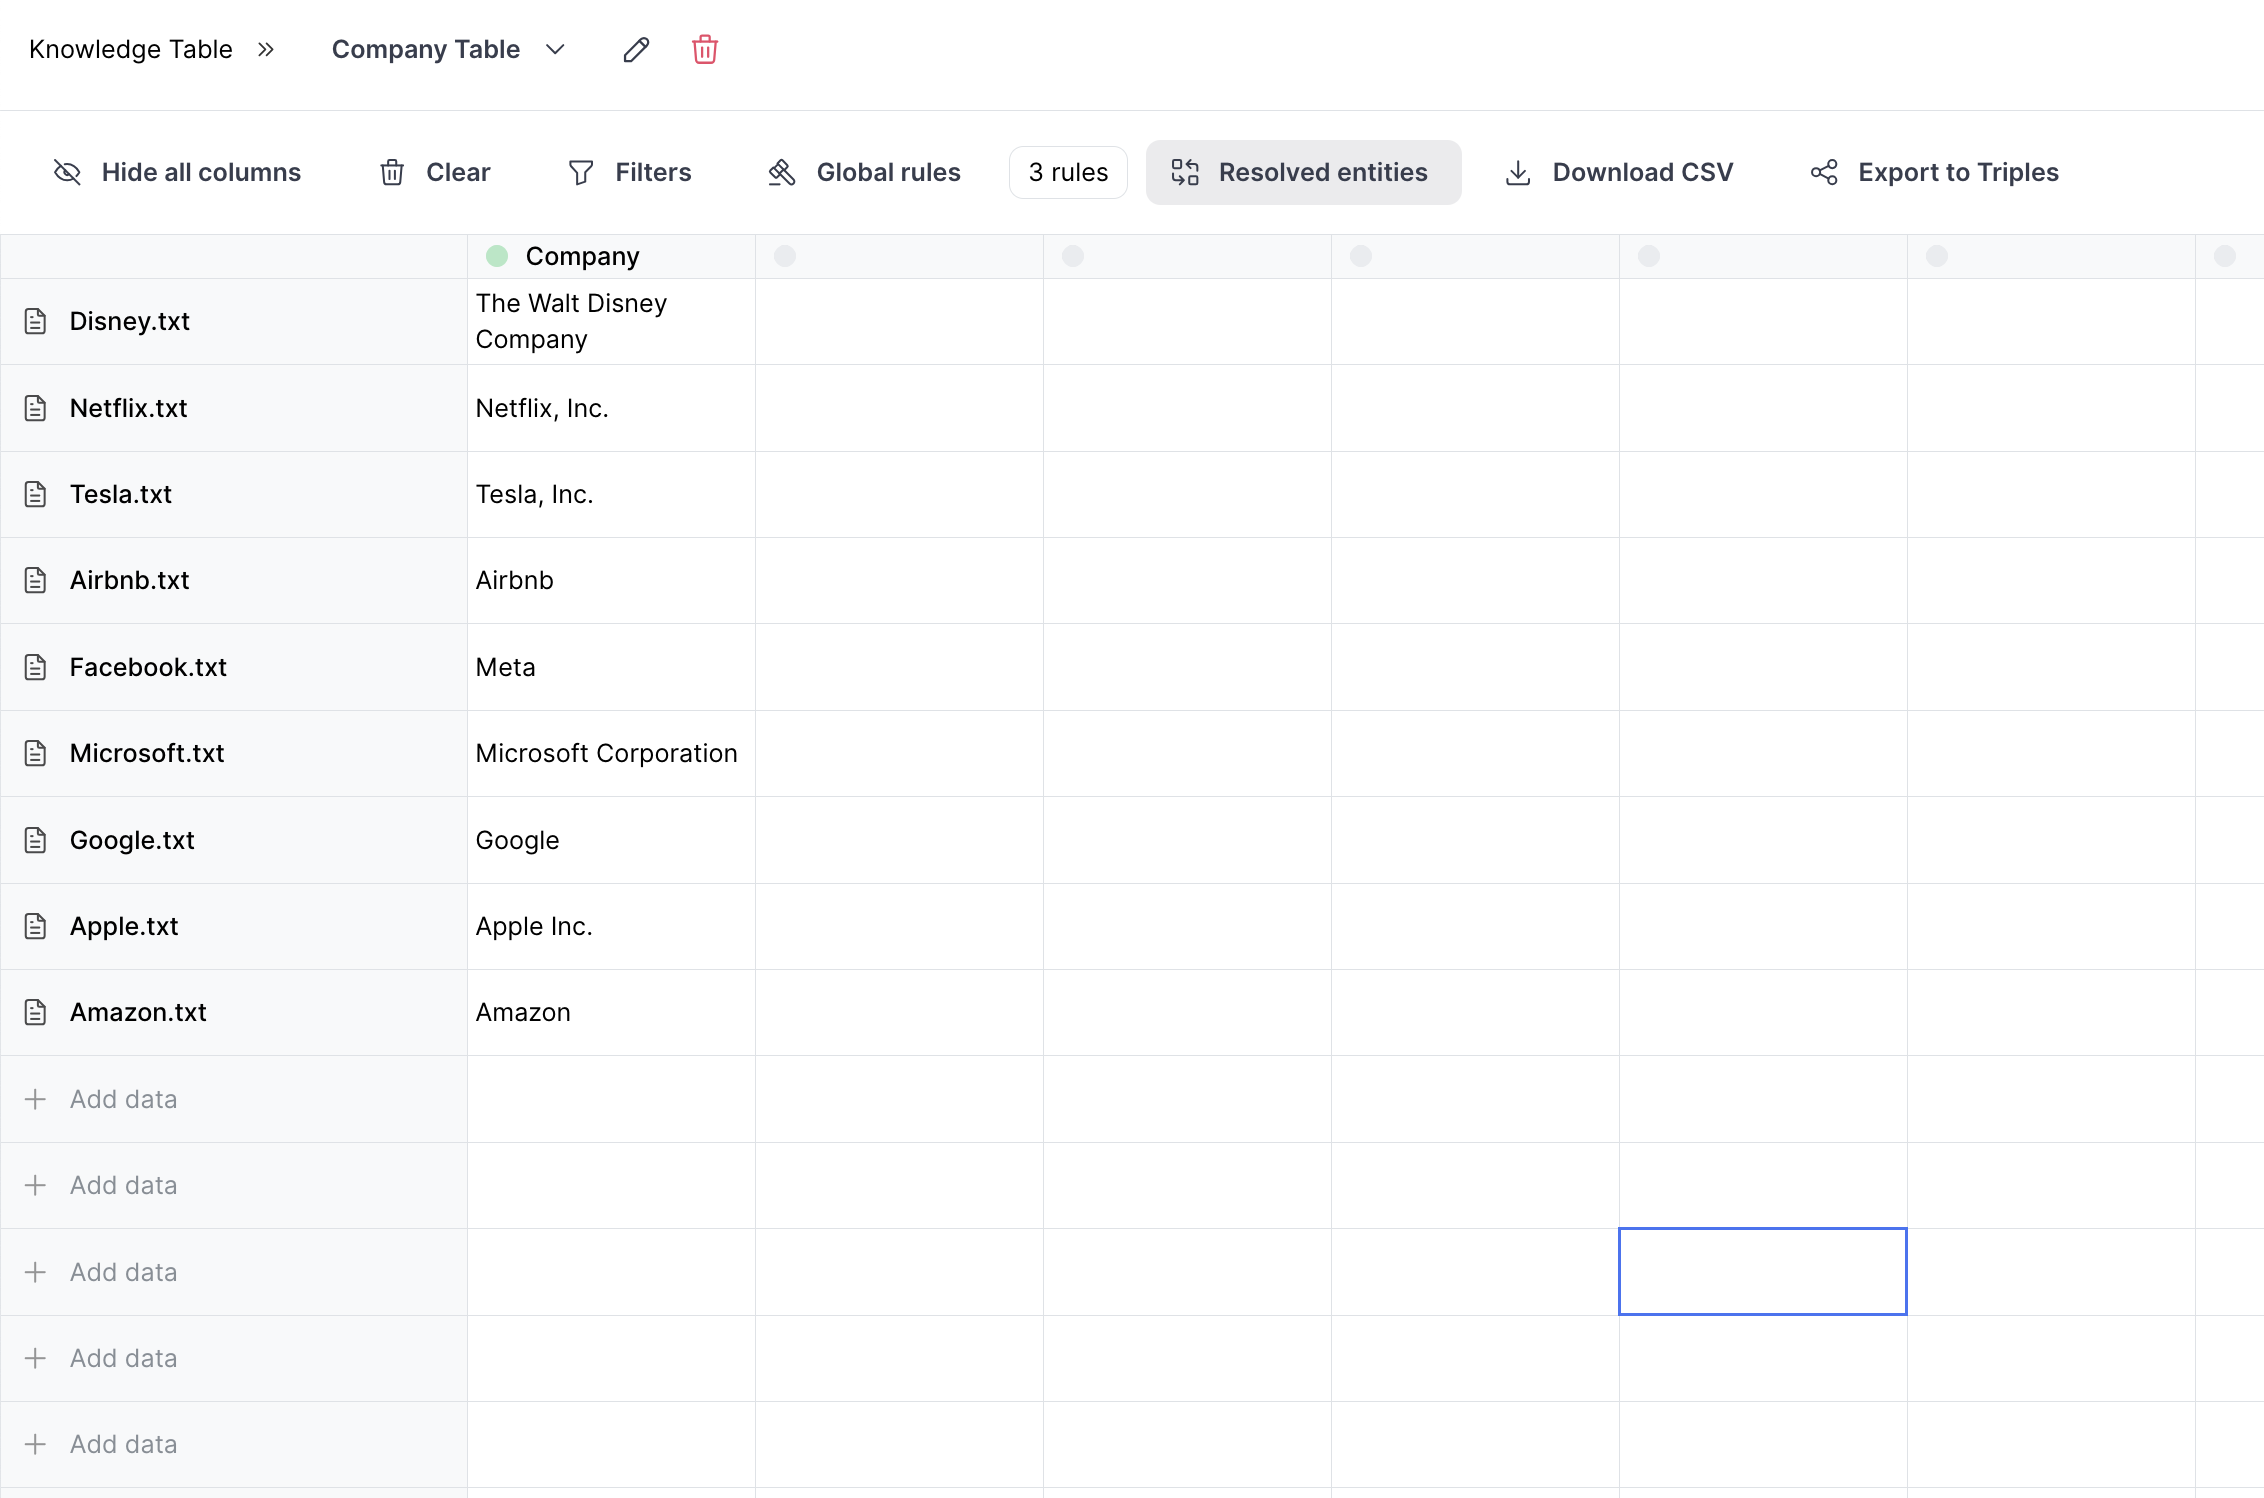 Knowledge Table » Company Table
Hide all columns Clear Filters Global rules 3 rules Resolved entities Download CSV Export to Triples
Company
Disney.txt The Walt Disney
Company
Netflix.txt Netflix, Inc.
Tesla.txt Tesla, Inc.
Airbnb.txt Airbnb
Facebook.txt Meta
Microsoft.txt Microsoft Corporation
Google.txt Google
Apple.txt Apple Inc.
Amazon.txt Amazon
Add data
Add data
Add data
Add data
Add data